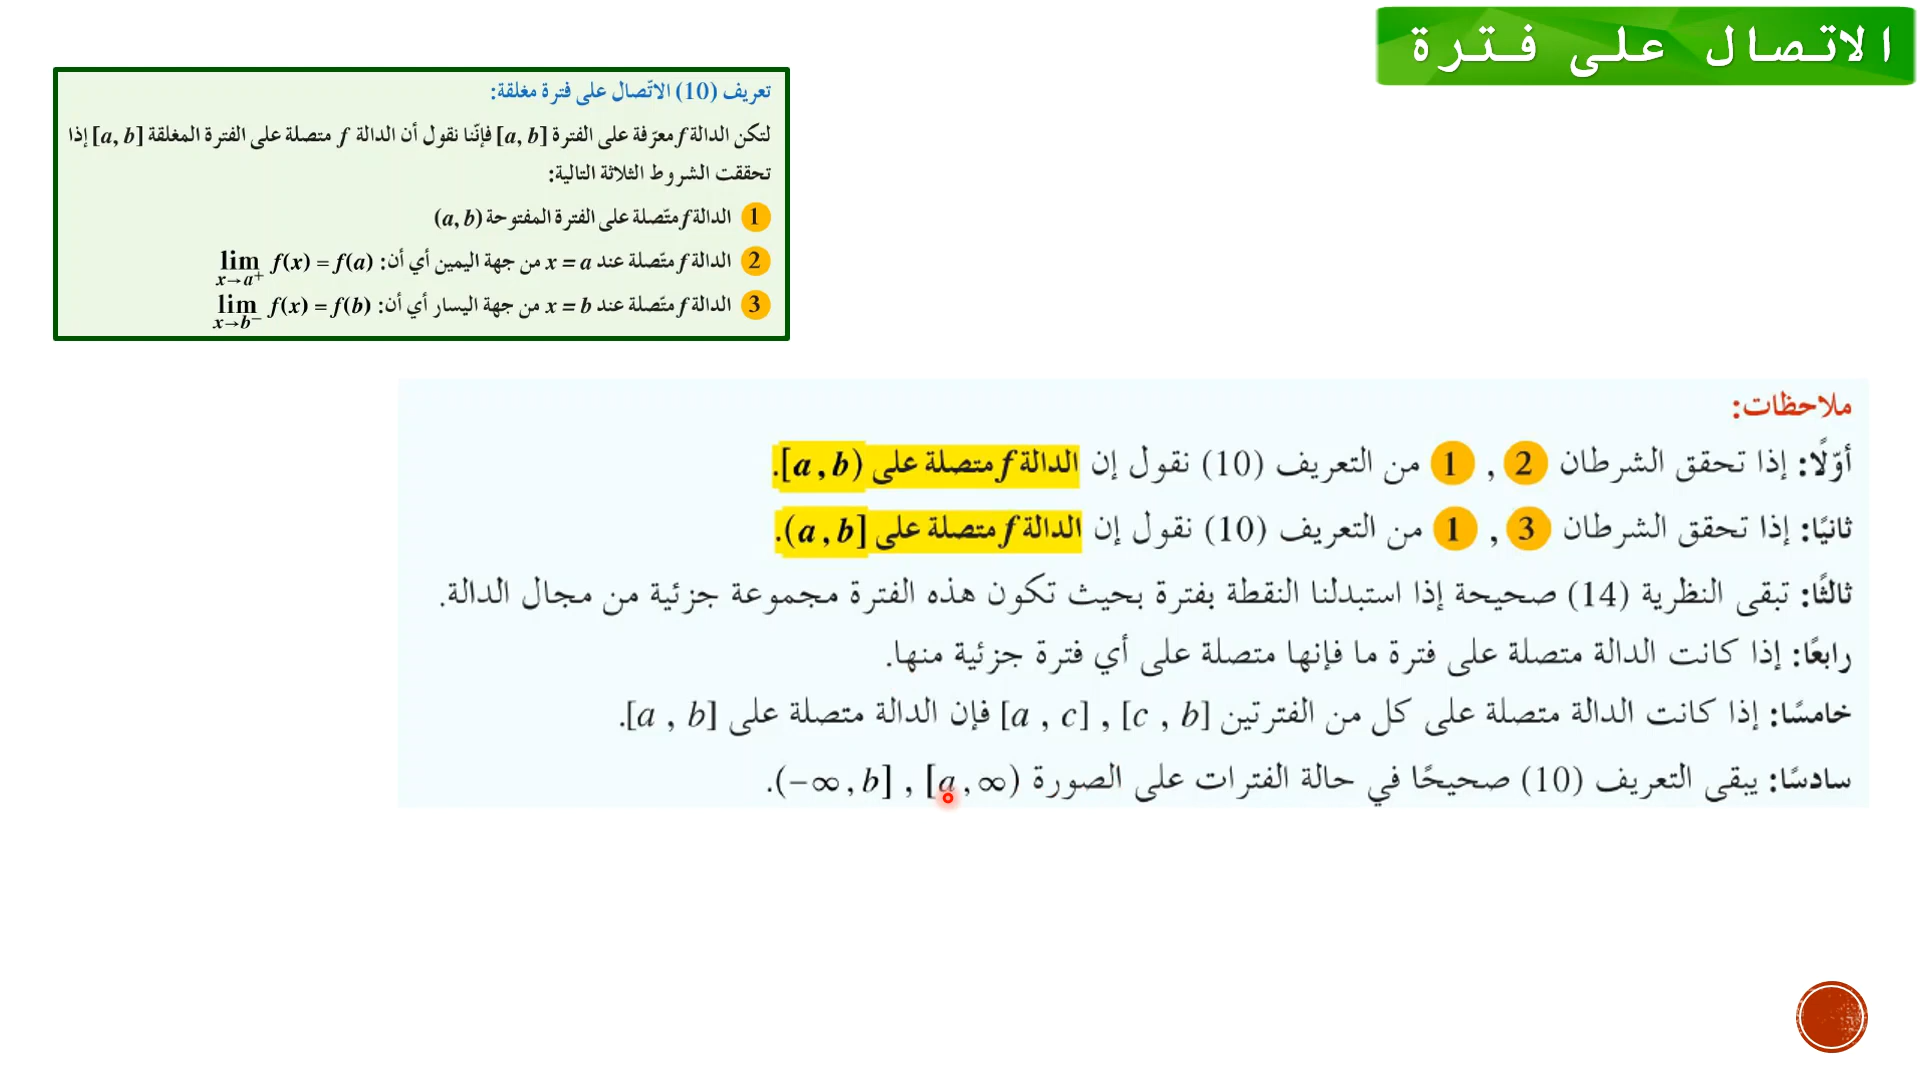 الاتصال على فترة
تعريف (10) الاتّصال على فترة مغلقة:
لتكن الدالة f معرّفة على الفترة [a, b] فإنّنا نقول أن الدالة f متصلة على الفترة المغلقة [a, b] إذا
تحققت الشروط الثلاثة التالية:
1 الدالة f متّصلة على الفترة المفتوحة (a, b)
2 الدالة f متّصلة عند x = a من جهة اليمين أي أن: lim x→a⁺ f(x) = f(a)
3 الدالة f متّصلة عند x = b من جهة اليسار أي أن: lim x→b⁻ f(x) = f(b)
ملاحظات:
أوّلًا: إذا تحقق الشرطان 2 , 1 من التعريف (10) نقول إن الدالة f متصلة على [a , b).
ثانيًا: إذا تحقق الشرطان 3 , 1 من التعريف (10) نقول إن الدالة f متصلة على (a , b].
ثالثًا: تبقى النظرية (14) صحيحة إذا استبدلنا النقطة بفترة بحيث تكون هذه الفترة مجموعة جزئية من مجال الدالة.
رابعًا: إذا كانت الدالة متصلة على فترة ما فإنها متصلة على أي فترة جزئية منها.
خامسًا: إذا كانت الدالة متصلة على كل من الفترتين [a , c] , [c , b] فإن الدالة متصلة على [a , b].
سادسًا: يبقى التعريف (10) صحيحًا في حالة الفترات على الصورة (−∞ , b] , [a , ∞).